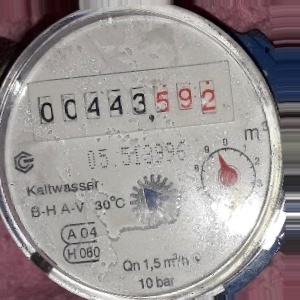 00443,592
m³
05.513996
Kaltwasser
B-H A-V 30°C
A 04
H 060
Qn 1,5 m³/h
10 bar